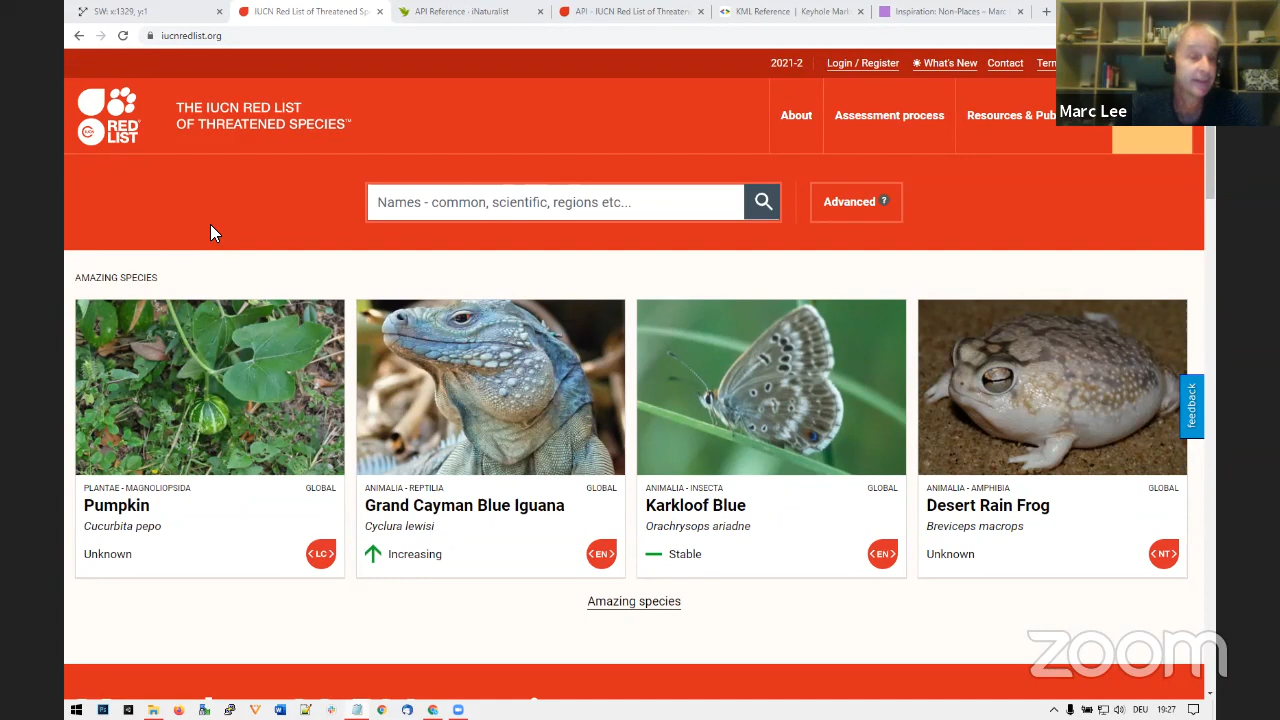 SW: x:1329, y:1
IUCN Red List of Threatened Sp
API Reference · iNaturalist
API - IUCN Red List of Threaten
KML Reference | Keyhole Mark
Inspiration: Non-Places – Marc
iucnredlist.org
2021-2
Login / Register
What's New
Contact
Tern
Marc Lee
IUCN
RED
LIST
THE IUCN RED LIST
OF THREATENED SPECIES™
About
Assessment process
Resources & Pub
Names - common, scientific, regions etc...
Advanced ?
AMAZING SPECIES
PLANTAE - MAGNOLIOPSIDA
GLOBAL
Pumpkin
Cucurbita pepo
Unknown
<LC>
ANIMALIA - REPTILIA
GLOBAL
Grand Cayman Blue Iguana
Cyclura lewisi
Increasing
<EN>
ANIMALIA - INSECTA
GLOBAL
Karkloof Blue
Orachrysops ariadne
Stable
<EN>
ANIMALIA - AMPHIBIA
GLOBAL
Desert Rain Frog
Breviceps macrops
Unknown
<NT>
feedback
Amazing species
zoom
DEU
19:27